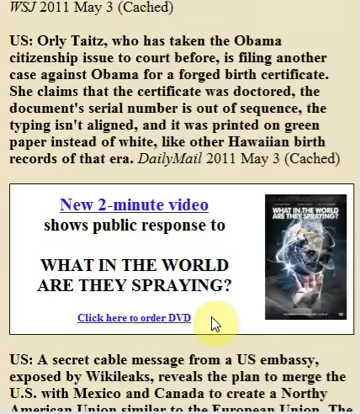 WSJ 2011 May 3 (Cached)
US: Orly Taitz, who has taken the Obama
citizenship issue to court before, is filing another
case against Obama for a forged birth certificate.
She claims that the certificate was doctored, the
document's serial number is out of sequence, the
typing isn't aligned, and it was printed on green
paper instead of white, like other Hawaiian birth
records of that era. DailyMail 2011 May 3 (Cached)
New 2-minute video
shows public response to
WHAT IN THE WORLD
ARE THEY SPRAYING?
Click here to order DVD
WHAT IN THE WORLD
ARE THEY SPRAYING?
US: A secret cable message from a US embassy,
exposed by Wikileaks, reveals the plan to merge the
U.S. with Mexico and Canada to create a Northy
American Union similar to the European Union. The